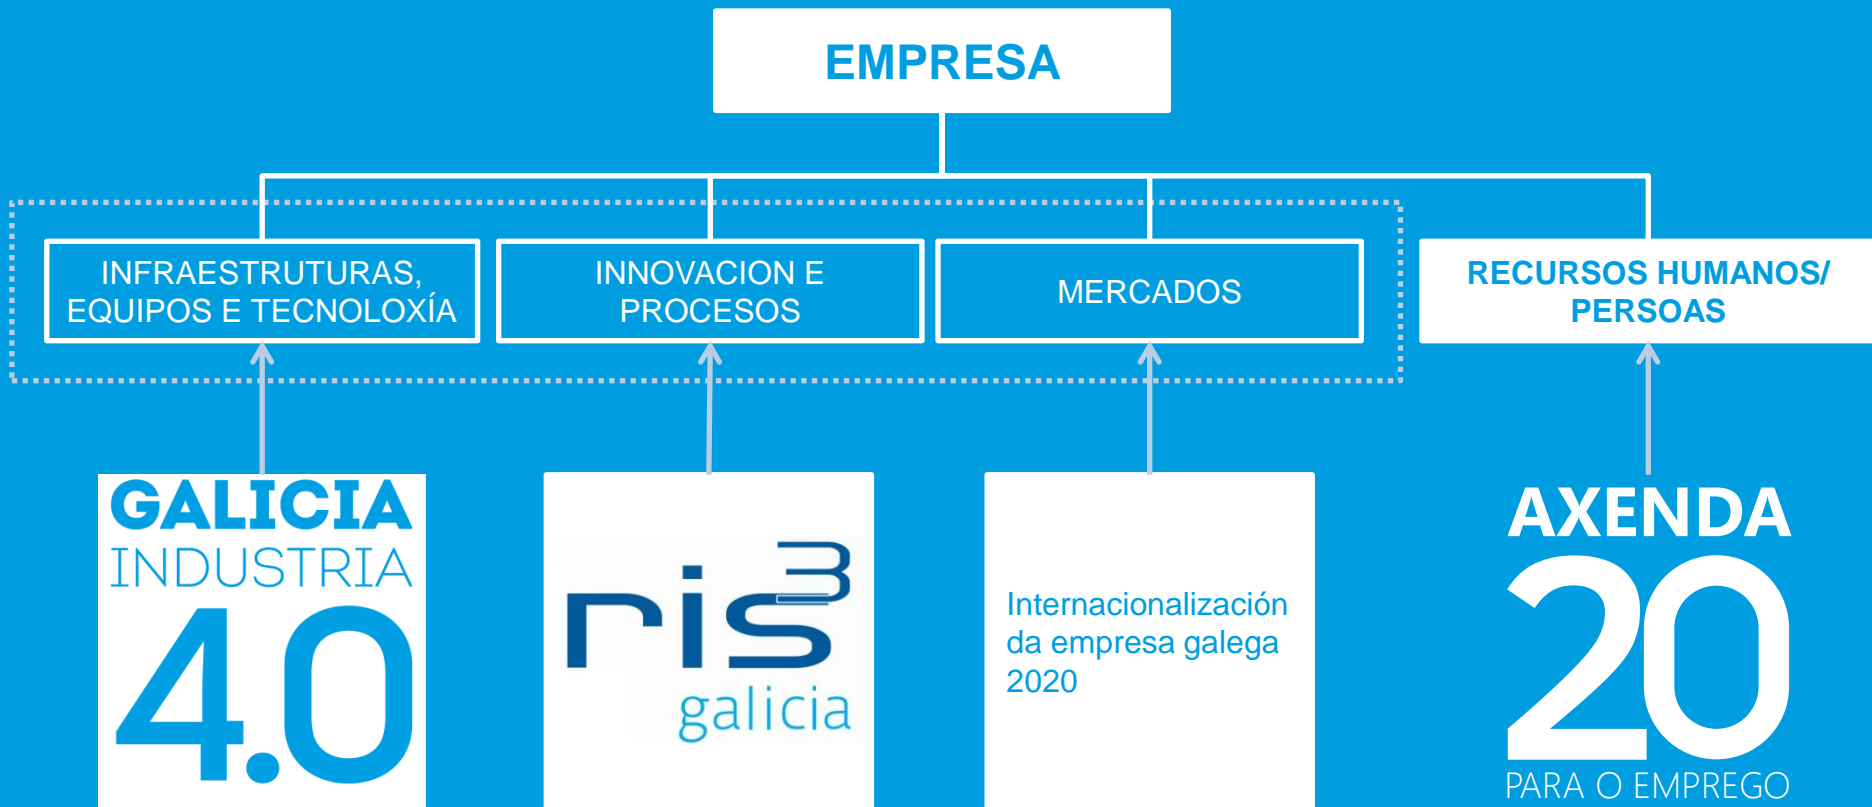 EMPRESA
INFRAESTRUTURAS,
EQUIPOS E TECNOLOXÍA
INNOVACION E
PROCESOS
MERCADOS
RECURSOS HUMANOS/
PERSOAS
GALICIA
INDUSTRIA
4.0
ris3
galicia
Internacionalización
da empresa galega
2020
AXENDA
20
PARA O EMPREGO